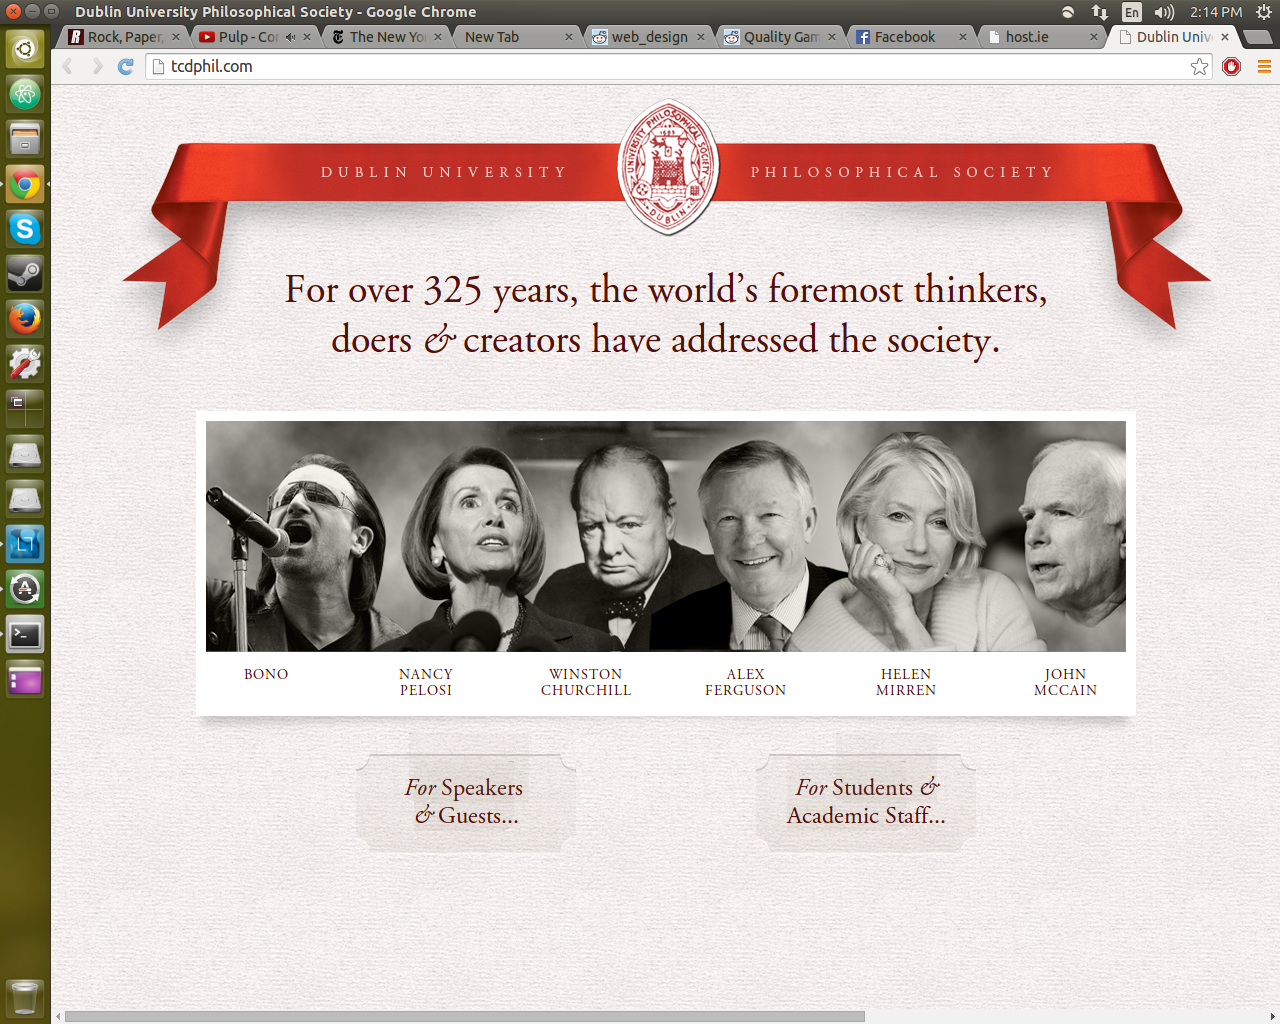 Dublin University Philosophical Society - Google Chrome
En
2:14 PM
Rock, Paper,
Pulp - Co
The New Yo
New Tab
web_design
Quality Gam
Facebook
host.ie
Dublin Univ
tcdphil.com
DUBLIN UNIVERSITY
PHILOSOPHICAL SOCIETY
UNIVERSITY PHILOSOPHICAL SOCIETY
DUBLIN
For over 325 years, the world's foremost thinkers,
doers & creators have addressed the society.
BONO
NANCY
PELOSI
WINSTON
CHURCHILL
ALEX
FERGUSON
HELEN
MIRREN
JOHN
MCCAIN
For Speakers
& Guests...
For Students &
Academic Staff...